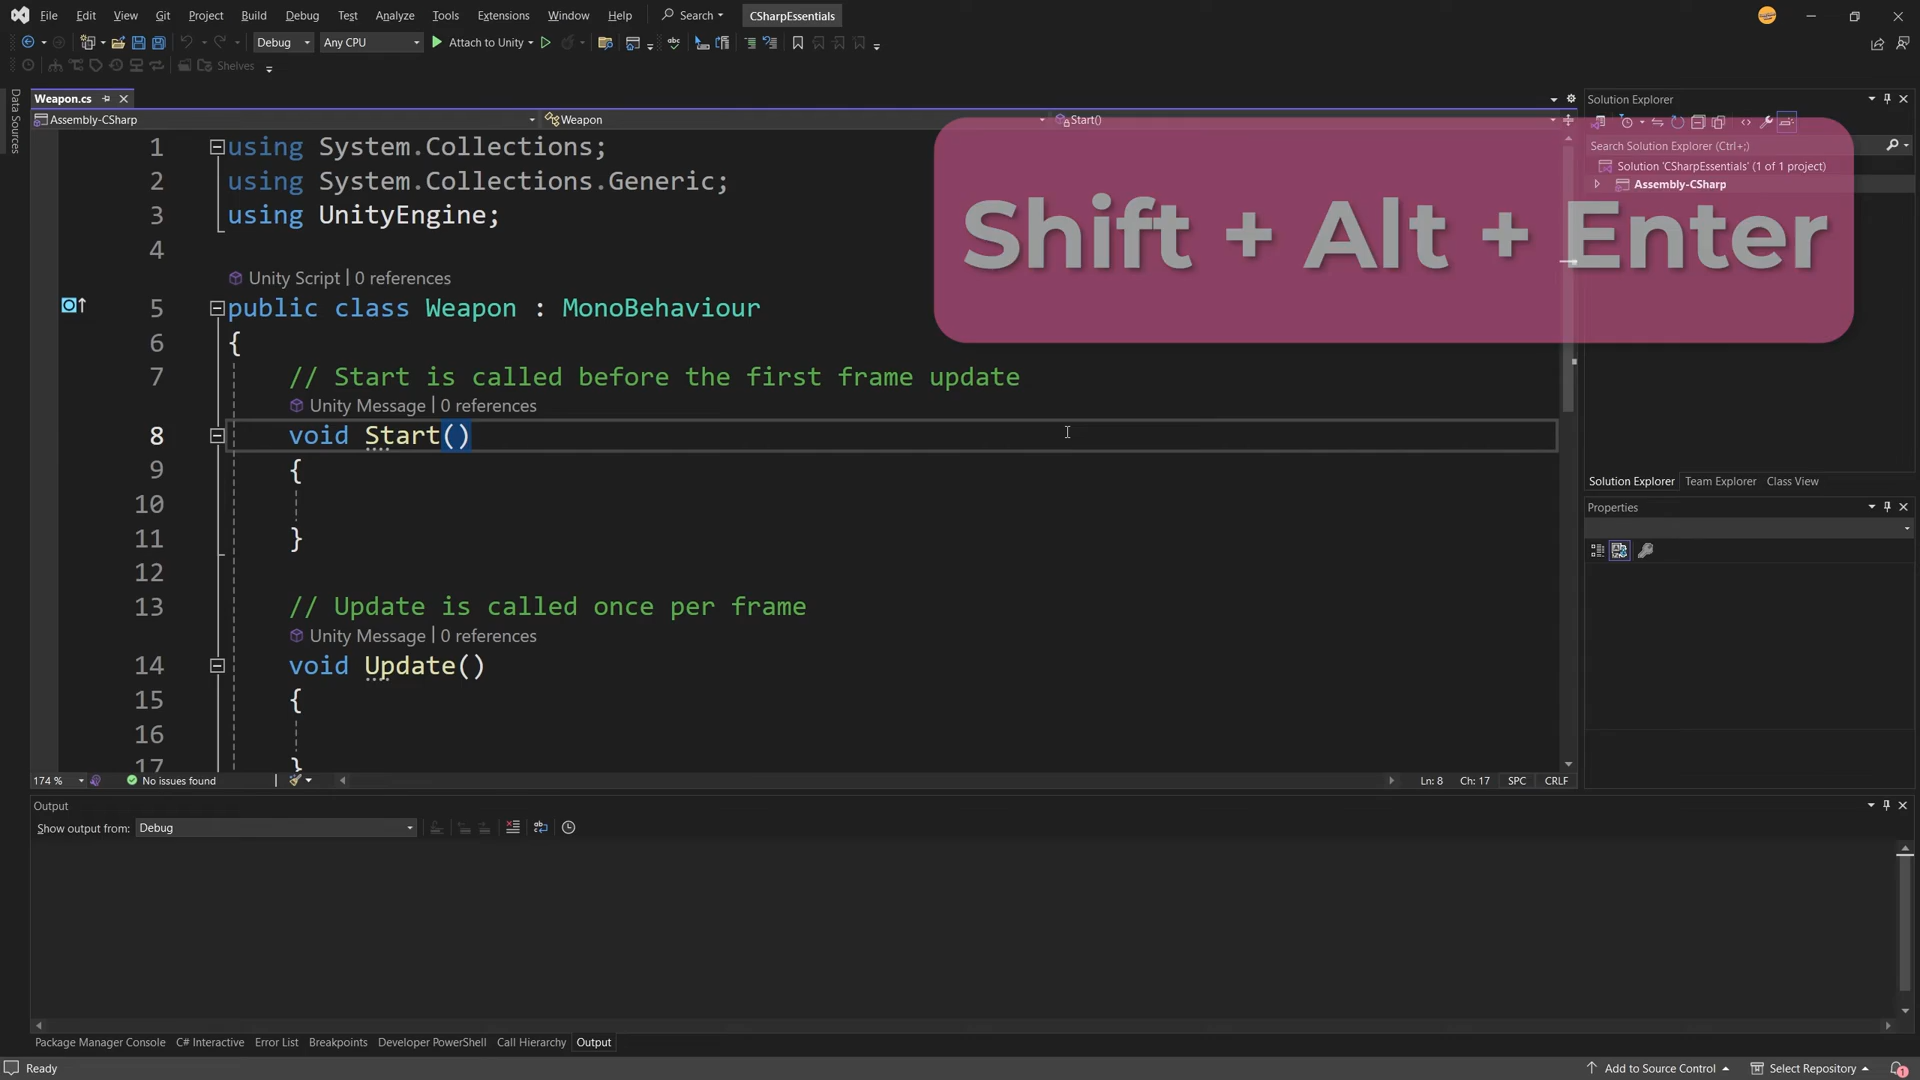 File Edit View Git Project Build Debug Test Analyze Tools Extensions Window Help Search CSharpEssentials
Debug Any CPU Attach to Unity
Shelves
Data Sources
Weapon.cs
Assembly-CSharp Weapon Start()
1 using System.Collections;
2 using System.Collections.Generic;
3 using UnityEngine;
4
Unity Script | 0 references
5 public class Weapon : MonoBehaviour
6 {
7 // Start is called before the first frame update
Unity Message | 0 references
8 void Start()
9 {
10
11 }
12
13 // Update is called once per frame
Unity Message | 0 references
14 void Update()
15 {
16
17 }
Shift + Alt + Enter
174 % No issues found Ln: 8 Ch: 17 SPC CRLF
Solution Explorer
Search Solution Explorer (Ctrl+;)
Solution 'CSharpEssentials' (1 of 1 project)
Assembly-CSharp
Solution Explorer Team Explorer Class View
Properties
Output
Show output from: Debug
Package Manager Console C# Interactive Error List Breakpoints Developer PowerShell Call Hierarchy Output
Ready Add to Source Control Select Repository 1